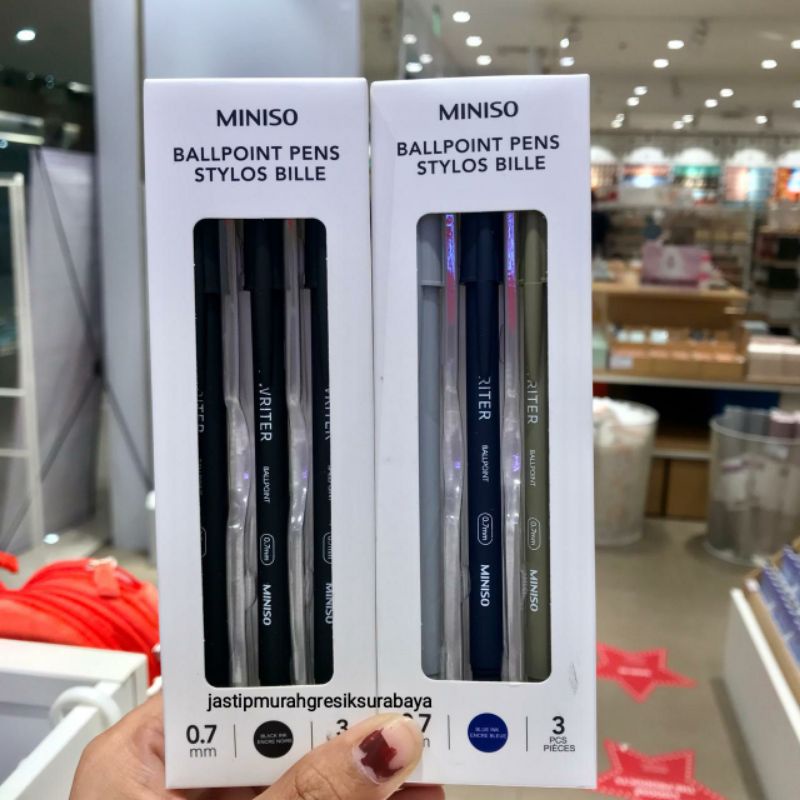 MINISO
BALLPOINT PENS
STYLOS BILLE
WRITER
BALLPOINT
0.7mm
MINISO
0.7
mm
BLACK INK
ENCRE NOIRE
3
MINISO
BALLPOINT PENS
STYLOS BILLE
RITER
BALLPOINT
0.7mm
MINISO
RITER
BALLPOINT
0.7mm
MINISO
.7
m
BLUE INK
ENCRE BLEUE
3
PCS
PIÈCES
jastipmurahgresiksurabaya